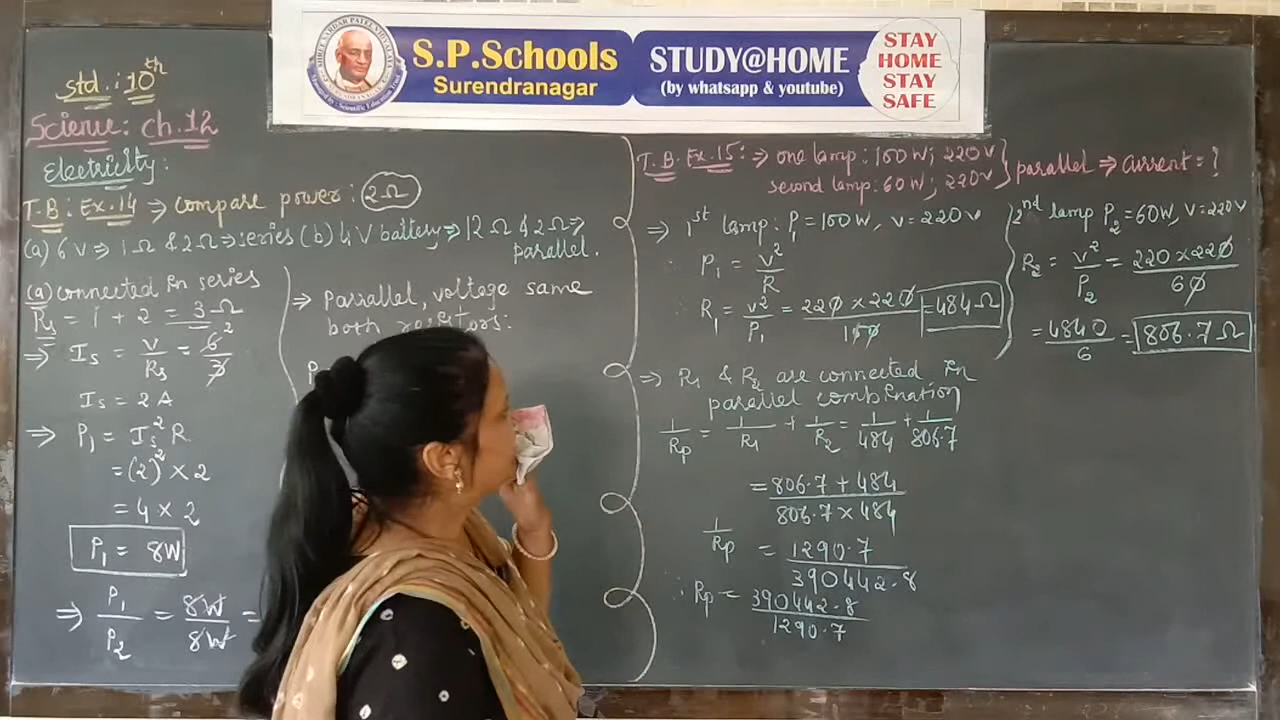 S.P.Schools
Surendranagar
STUDY@HOME
(by whatsapp & youtube)
STAY
HOME
STAY
SAFE
std.: 10th
Science: ch.12
Electricity:
T.B: Ex.14 ⇒ compare power: 2Ω
(a) 6V ⇒ 1Ω & 2Ω ⇒ series (b) 4V battery ⇒ 12Ω & 2Ω ⇒ parallel.
(a) connected in series
Rs = 1 + 2 = 3Ω
⇒ Is = v/Rs = 6/3 2
Is = 2A
⇒ P1 = Is² R
= (2)² × 2
= 4 × 2
P1 = 8W
⇒ P1/P2 = 8W/8W =
⇒ Parallel, voltage same
both resistors:
P
T.B. Ex.15: ⇒ one lamp: 100W; 220V
second lamp: 60W; 220V
parallel ⇒ current = ?
⇒ 1st lamp: P1 = 100W, v = 220v
∴ P1 = v²/R
∴ R1 = v²/P1 = 220 × 220/100 = 484Ω
2nd lamp P2 = 60W, v = 220v
R2 = v²/P2 = 220 × 220/60
= 4840/6 = 806.7Ω
⇒ R1 & R2 are connected in
parallel combination
1/Rp = 1/R1 + 1/R2 = 1/484 + 1/806.7
= 806.7 + 484/806.7 × 484
1/Rp = 1290.7/390442.8
∴ Rp = 390442.8/1290.7